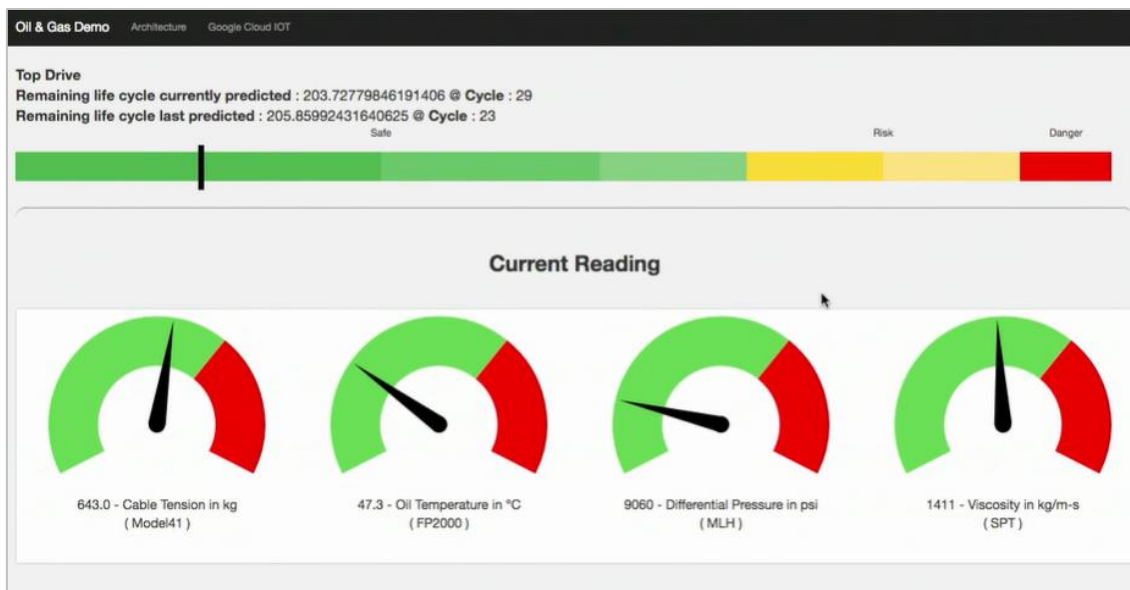 Oil & Gas Demo Architecture Google Cloud IOT
Top Drive
Remaining life cycle currently predicted : 203.72779846191406 @ Cycle : 29
Remaining life cycle last predicted : 205.85992431640625 @ Cycle : 23
Safe Risk Danger
Current Reading
643.0 - Cable Tension in kg
( Model41 )
47.3 - Oil Temperature in °C
( FP2000 )
9060 - Differential Pressure in psi
( MLH )
1411 - Viscosity in kg/m-s
( SPT )